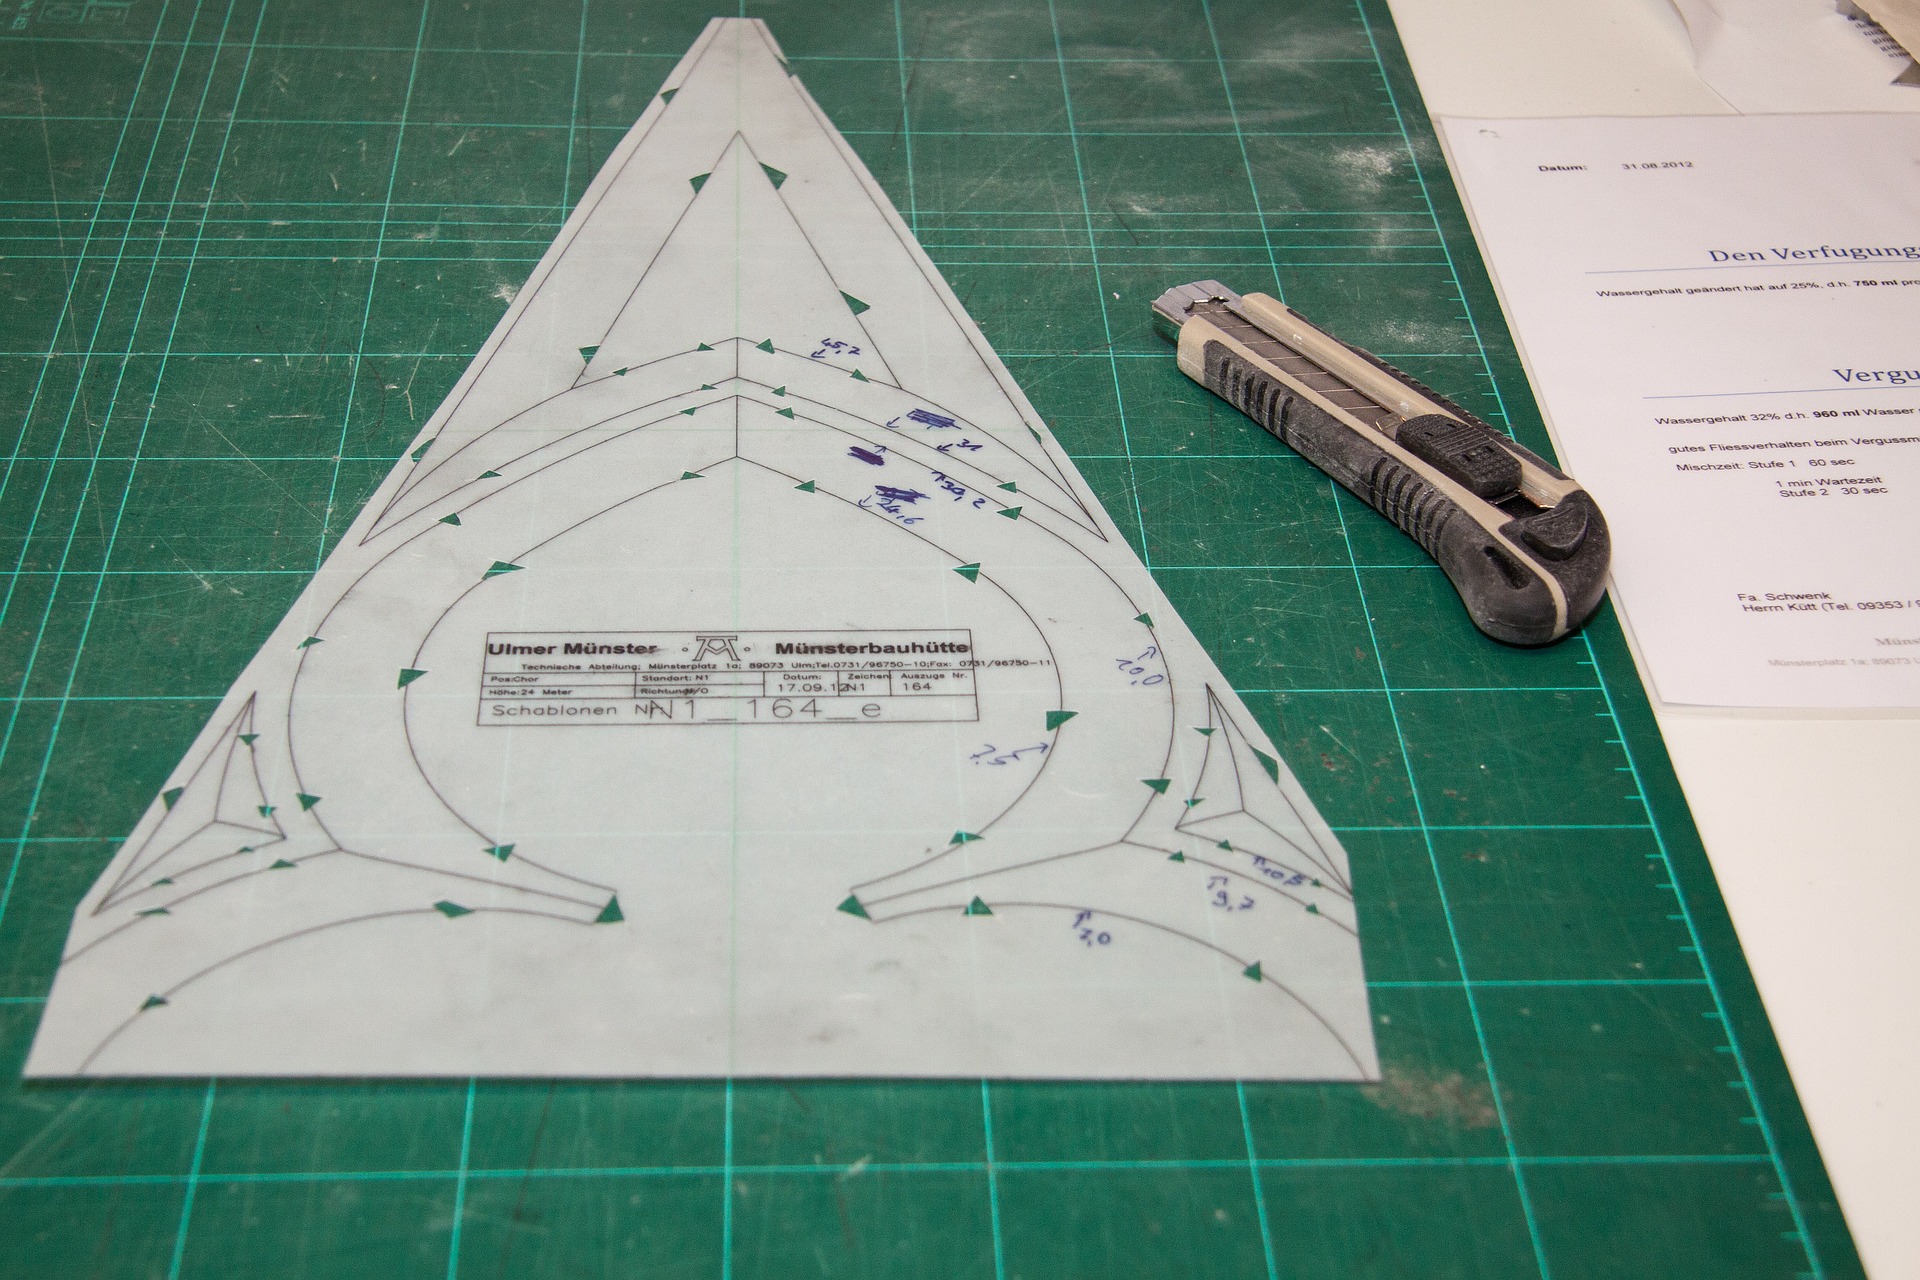 Ulmer Münster Münsterbauhütte
Technische Abteilung; Münsterplatz 1a; 89073 Ulm;Tel.0731/96750-10;Fax: 0731/96750-11
Pos:Chor Standort: N1 Datum: Zeichen: Auszugs Nr.
Höhe:24 Meter Richtung: 17.09.12 N1 164
Schablonen Nr. N1_164_e
45,2
31
30,2
24,6
10,0
7,5
10,5
9,7
7,0
Datum: 31.08.2012
Den Verfugung
Wassergehalt geändert hat auf 25%, d.h. 750 ml pro
Vergu
Wassergehalt 32% d.h. 960 ml Wasser
gutes Fliessverhalten beim Vergussm
Mischzeit: Stufe 1 60 sec
1 min Wartezeit
Stufe 2 30 sec
Fa. Schwenk
Herrn Kütt (Tel. 09353 /
Müns
Münsterplatz 1a; 89073